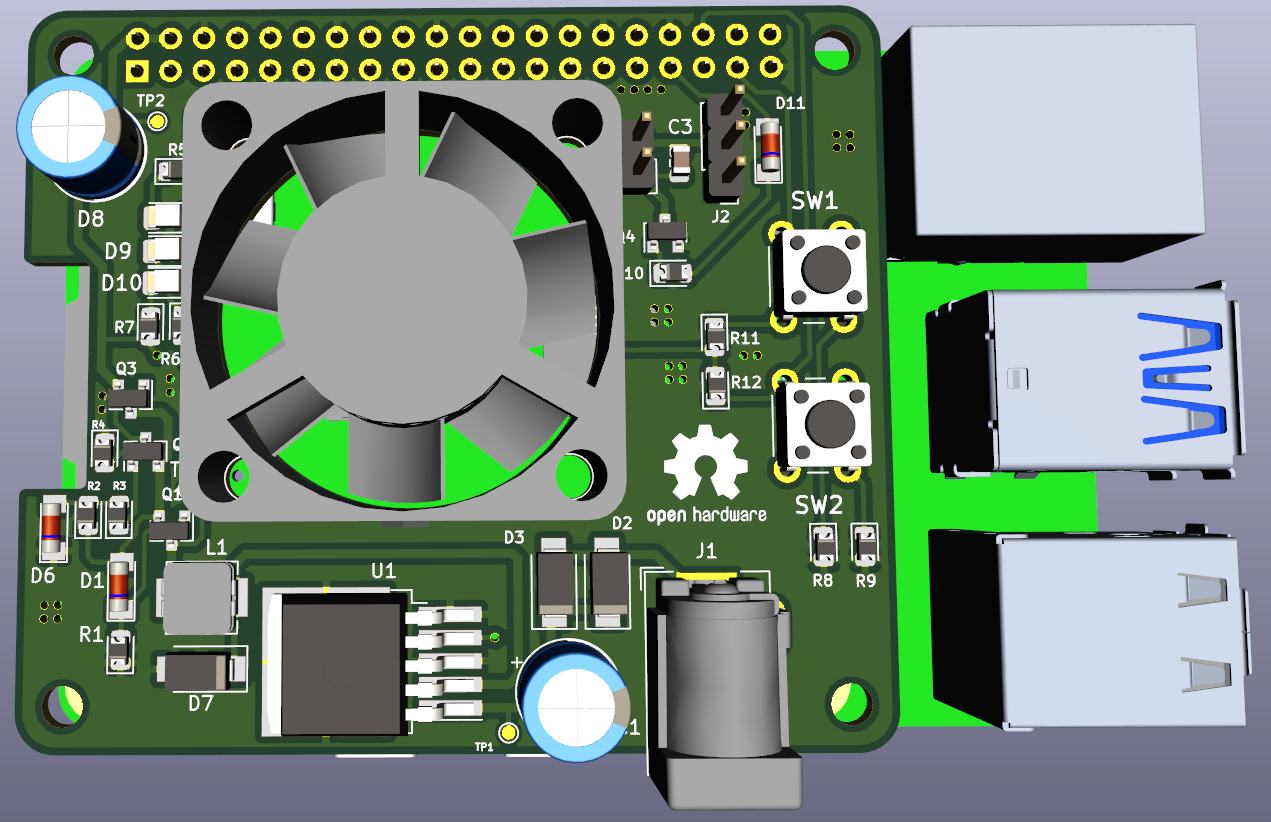 TP2
D11
C3
R5
SW1
D8
J2
Q4
D9
10
D10
R7
R11
R6
Q3
R12
R4
R2
R3
Q1
open hardware
SW2
D3
D2
L1
J1
D6
D1
U1
R8
R9
R1
+
D7
TP1
1